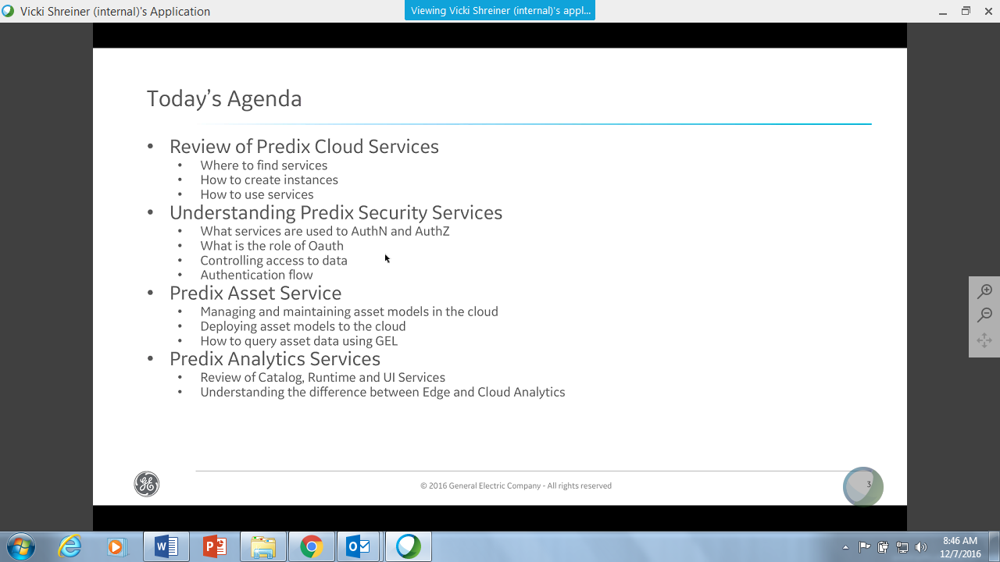 Vicki Shreiner (internal)'s Application
Viewing Vicki Shreiner (internal)'s appl...
Today's Agenda
• Review of Predix Cloud Services
• Where to find services
• How to create instances
• How to use services
• Understanding Predix Security Services
• What services are used to AuthN and AuthZ
• What is the role of Oauth
• Controlling access to data
• Authentication flow
• Predix Asset Service
• Managing and maintaining asset models in the cloud
• Deploying asset models to the cloud
• How to query asset data using GEL
• Predix Analytics Services
• Review of Catalog, Runtime and UI Services
• Understanding the difference between Edge and Cloud Analytics
© 2016 General Electric Company - All rights reserved
3
8:46 AM
12/7/2016